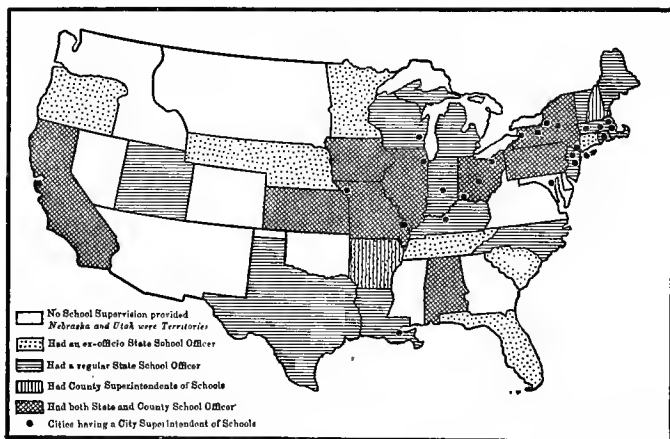 No School Supervision provided
Nebraska and Utah were Territories
Had an ex-officio State School Officer
Had a regular State School Officer
Had County Superintendents of Schools
Had both State and County School Officer
Cities having a City Superintendent of Schools